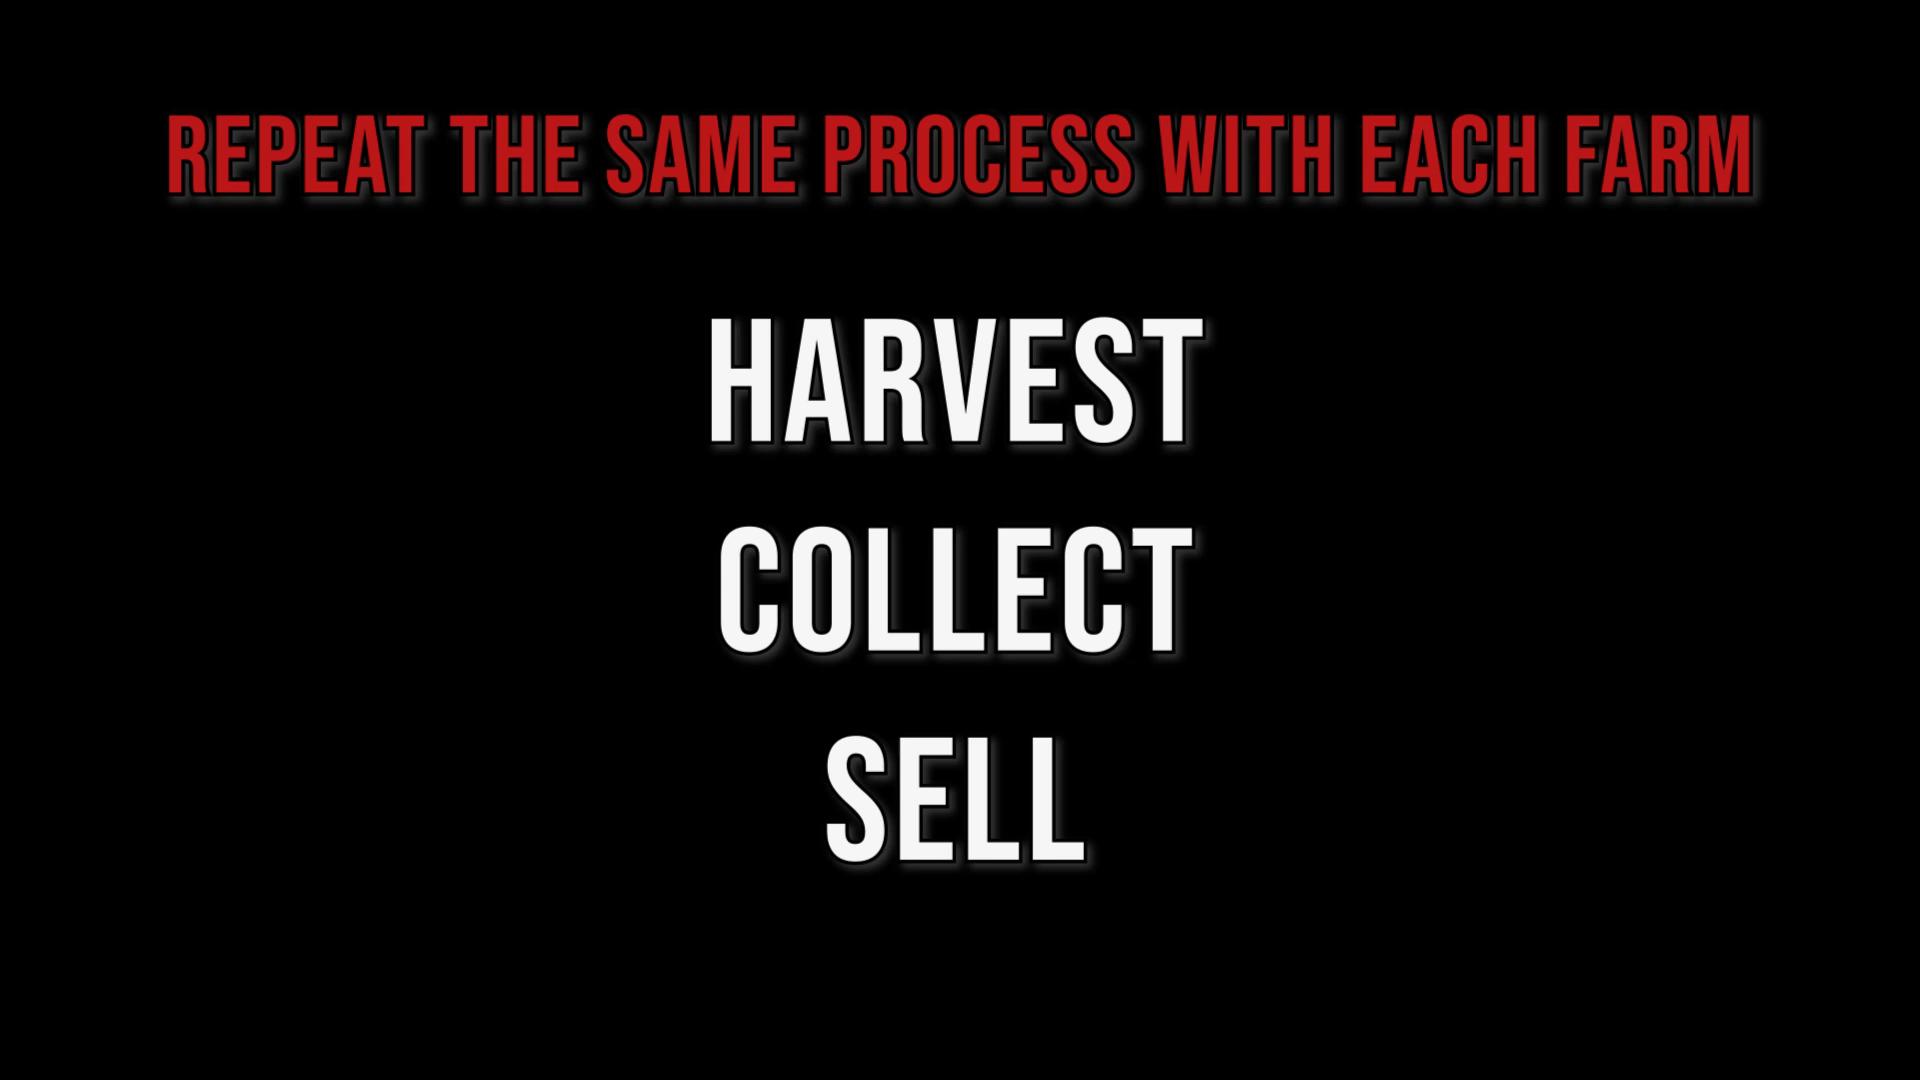 REPEAT THE SAME PROCESS WITH EACH FARM
HARVEST
COLLECT
SELL